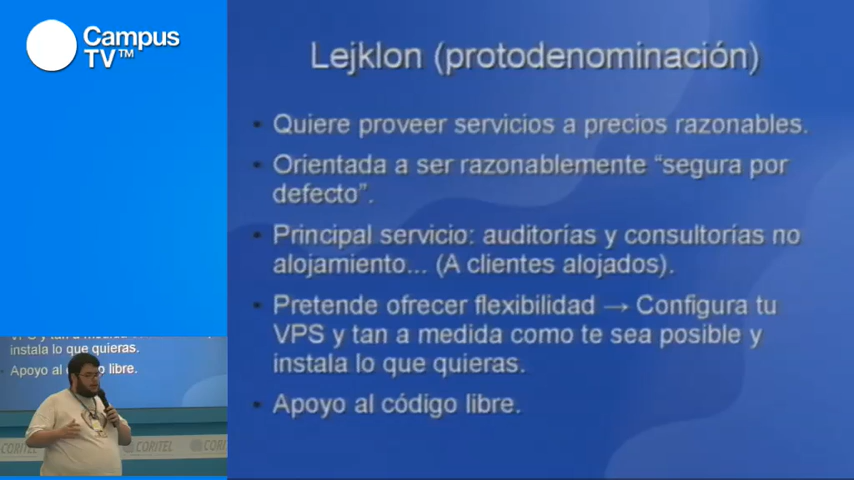 Campus
TV™
Lejklon (protodenominación)
• Quiere proveer servicios a precios razonables.
• Orientada a ser razonablemente “segura por
defecto”.
• Principal servicio: auditorías y consultorías no
alojamiento... (A clientes alojados).
• Pretende ofrecer flexibilidad → Configura tu
VPS y tan a medida como te sea posible y
instala lo que quieras.
• Apoyo al código libre.
instala lo que quieras.
Apoyo al código libre.
CORITEL
CORITEL